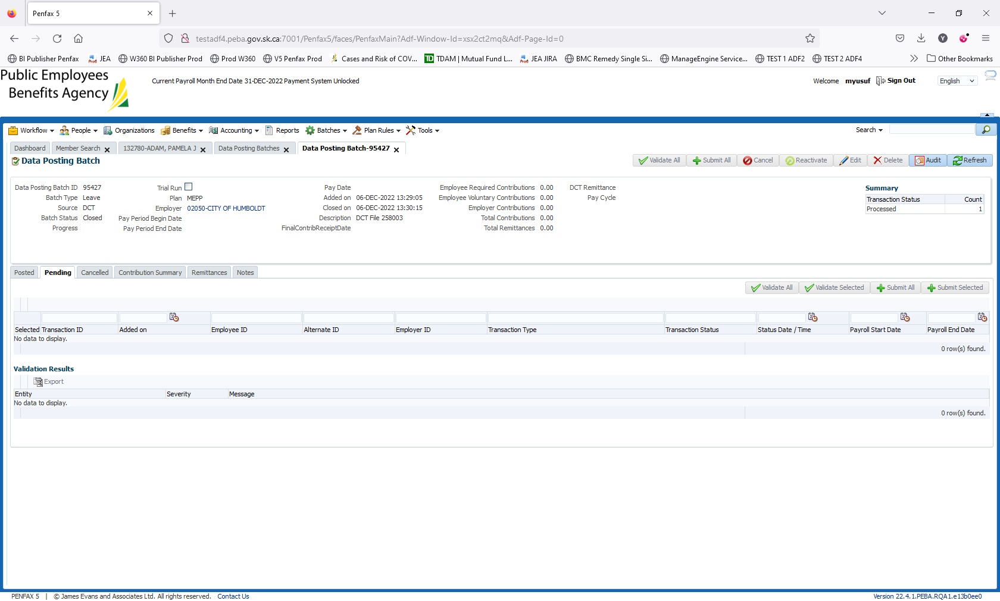 Penfax 5
testadf4.peba.gov.sk.ca:7001/Penfax5/faces/PenfaxMain?Adf-Window-Id=xsx2ct2mq&Adf-Page-Id=0
BI Publisher Penfax JEA W360 BI Publisher Prod Prod W360 V5 Penfax Prod Cases and Risk of COV... TD TDAM | Mutual Fund L... JEA JIRA BMC Remedy Single Si... ManageEngine Service... TEST 1 ADF2 TEST 2 ADF4 Other Bookmarks
Public Employees
Benefits Agency
Current Payroll Month End Date 31-DEC-2022 Payment System Unlocked
Welcome myusuf Sign Out English
Workflow People Organizations Benefits Accounting Reports Batches Plan Rules Tools Search
Dashboard Member Search 132780-ADAM, PAMELA J Data Posting Batches Data Posting Batch-95427
Data Posting Batch
Validate All Submit All Cancel Reactivate Edit Delete Audit Refresh
Data Posting Batch ID 95427
Batch Type Leave
Source DCT
Batch Status Closed
Progress
Trial Run
Plan MEPP
Employer 02050-CITY OF HUMBOLDT
Pay Period Begin Date
Pay Period End Date
Pay Date
Added on 06-DEC-2022 13:29:05
Closed on 06-DEC-2022 13:30:15
Description DCT File 258003
FinalContribReceiptDate
Employee Required Contributions 0.00
Employee Voluntary Contributions 0.00
Employer Contributions 0.00
Total Contributions 0.00
Total Remittances 0.00
DCT Remittance
Pay Cycle
Summary
Transaction Status Count
Processed 1
Posted Pending Cancelled Contribution Summary Remittances Notes
Validate All Validate Selected Submit All Submit Selected
Selected Transaction ID Added on Employee ID Alternate ID Employer ID Transaction Type Transaction Status Status Date / Time Payroll Start Date Payroll End Date
No data to display.
0 row(s) found.
Validation Results
Export
Entity Severity Message
No data to display.
0 row(s) found.
PENFAX 5 | © James Evans and Associates Ltd. All rights reserved. Contact Us
Version 22.4.1.PEBA.RQA1.e13b0ee0